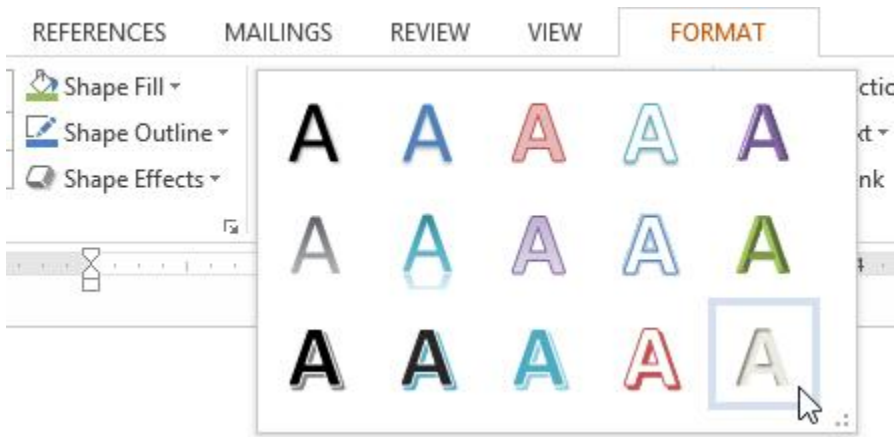 REFERENCES MAILINGS REVIEW VIEW FORMAT
Shape Fill
Shape Outline
Shape Effects
A A A A A
A A A A A
A A A A A